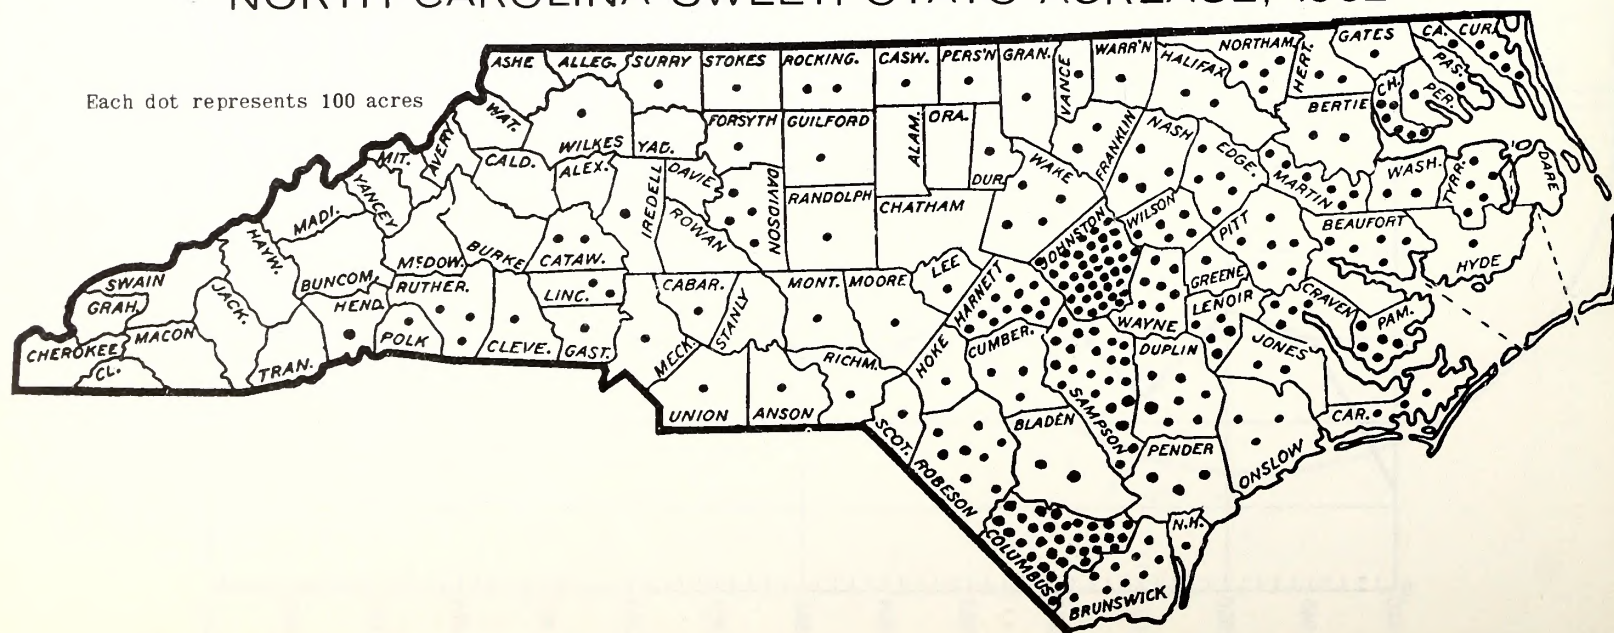 NORTH CAROLINA SWEETPOTATO ACREAGE,
Each dot represents 100 acres
ASHE ALLEG. SURRY STOKES ROCKING. CASW. PERS'N GRAN. VANCE WARR'N HALIFAX NORTHAM. HERT. GATES CA. CUR.
WAT. WILKES YAD. FORSYTH GUILFORD ALAM. ORA. DUR. FRANKLIN NASH EDGE. BERTIE CH. PER. PAS.
MIT. AVERY CALD. ALEX. IREDELL DAVIE DAVIDSON RANDOLPH CHATHAM WAKE WILSON MARTIN WASH. TYRR. DARE
MADI. YANCEY McDOW. BURKE CATAW. ROWAN LEE JOHNSTON PITT BEAUFORT HYDE
SWAIN HAYW. BUNCOM. RUTHER. LINC. CABAR. STANLY MONT. MOORE HARNETT WAYNE GREENE LENOIR CRAVEN PAM.
GRAH. JACK. HEND. POLK CLEVE. GAST. MECK. RICHM. HOKE CUMBER. DUPLIN JONES
CHEROKEE MACON CL. TRAN. UNION ANSON SCOT. BLADEN SAMPSON PENDER ONSLOW CAR.
ROBESON COLUMBUS BRUNSWICK N.H.